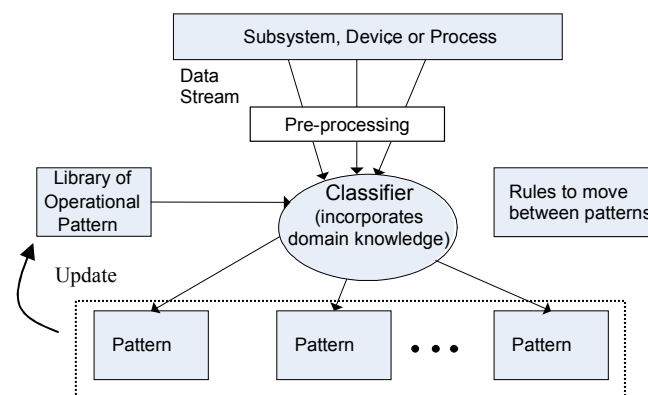 Subsystem, Device or Process
Data
Stream
Pre-processing
Library of
Operational
Pattern
Classifier
(incorporates
domain knowledge)
Rules to move
between patterns
Update
Pattern
Pattern
• • •
Pattern